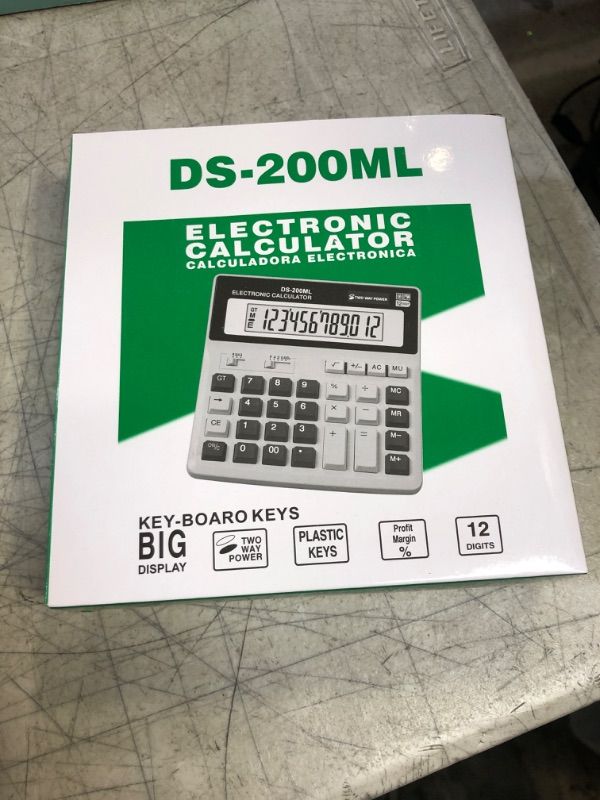 LIFET
DS-200ML
ELECTRONIC
CALCULATOR
CALCULADORA ELECTRONICA
DS-200ML
ELECTRONIC CALCULATOR
TWO WAY POWER
GT
M
E
123456789012
√ +/- AC MU
GT 7 8 9 % ÷ MC
→ 4 5 6 × − MR
CE 1 2 3 + = M−
0 00 • M+
KEY-BOARO KEYS
BIG
DISPLAY
TWO
WAY
POWER
PLASTIC
KEYS
Profit
Margin
%
12
DIGITS